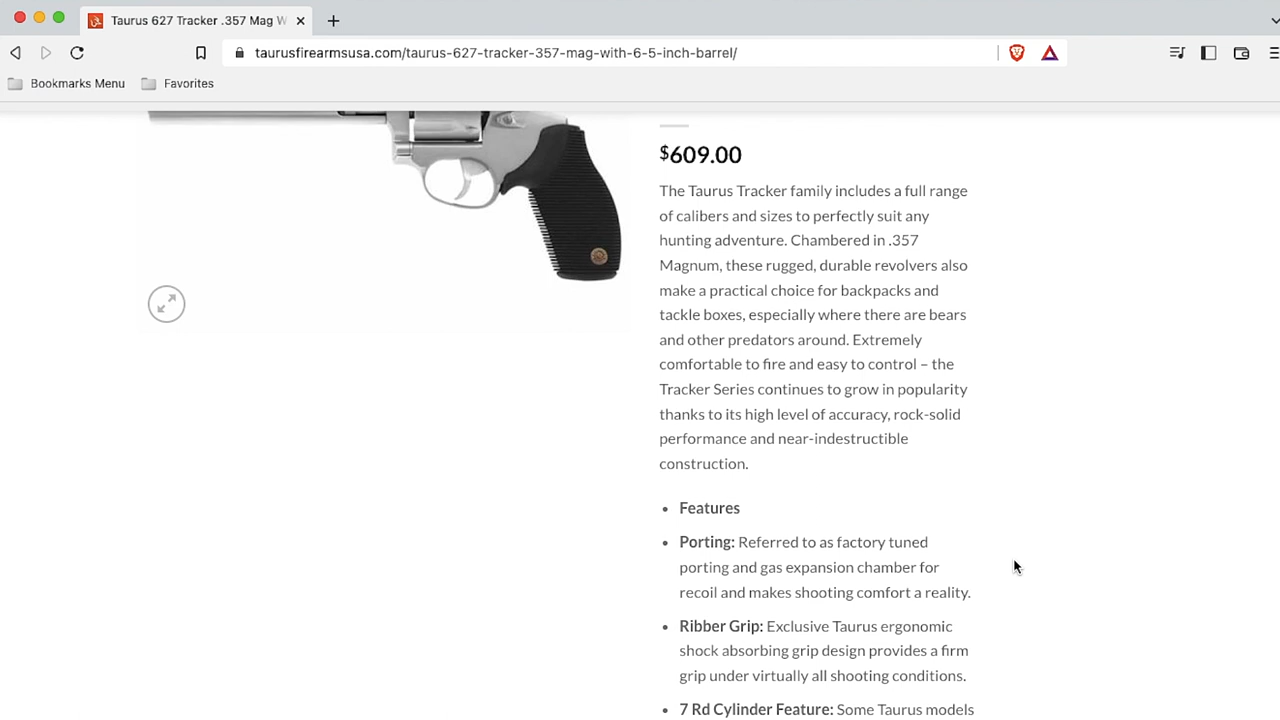 Taurus 627 Tracker .357 Mag W
taurusfirearmsusa.com/taurus-627-tracker-357-mag-with-6-5-inch-barrel/
Bookmarks Menu
Favorites
$609.00
The Taurus Tracker family includes a full range
of calibers and sizes to perfectly suit any
hunting adventure. Chambered in .357
Magnum, these rugged, durable revolvers also
make a practical choice for backpacks and
tackle boxes, especially where there are bears
and other predators around. Extremely
comfortable to fire and easy to control – the
Tracker Series continues to grow in popularity
thanks to its high level of accuracy, rock-solid
performance and near-indestructible
construction.
• Features
• Porting: Referred to as factory tuned
porting and gas expansion chamber for
recoil and makes shooting comfort a reality.
• Ribber Grip: Exclusive Taurus ergonomic
shock absorbing grip design provides a firm
grip under virtually all shooting conditions.
• 7 Rd Cylinder Feature: Some Taurus models